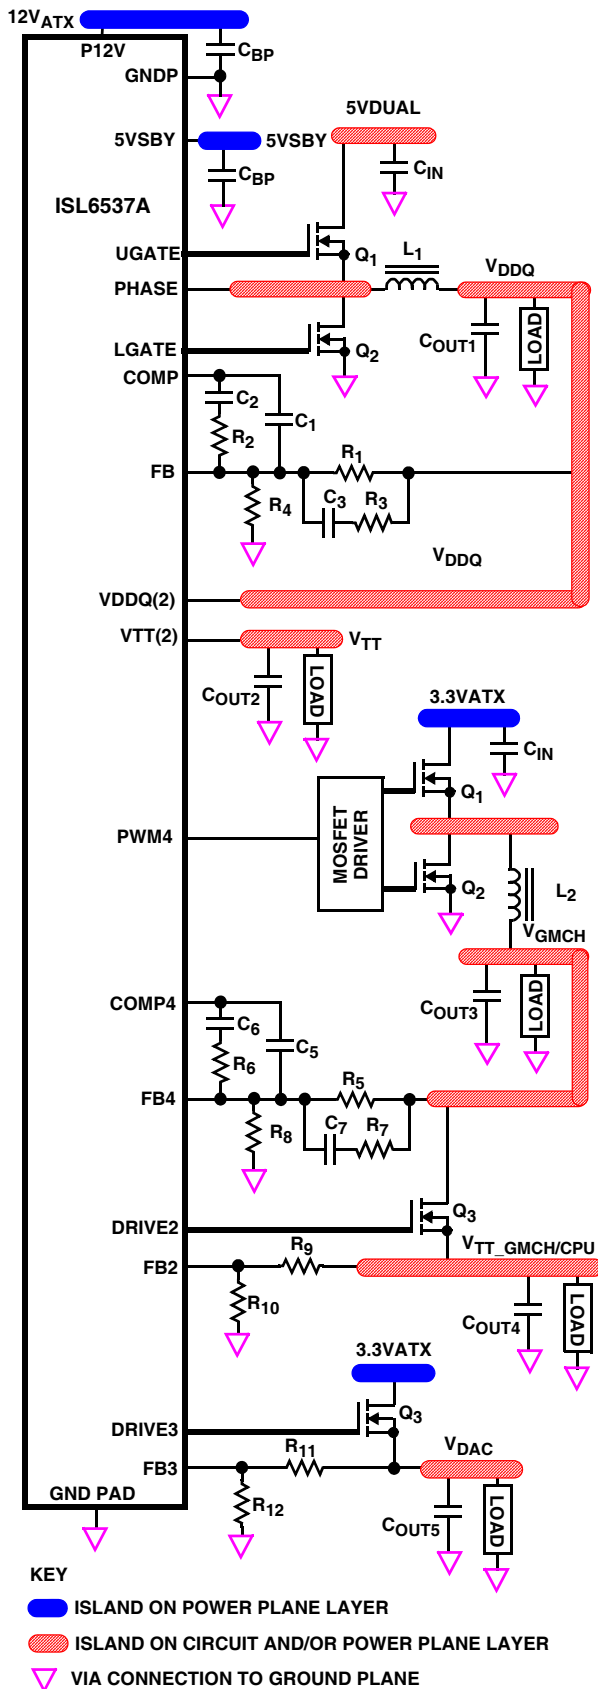 12VATX
P12V
CBP
GNDP
5VDUAL
5VSBY
5VSBY
CIN
CBP
ISL6537A
UGATE
Q1
L1
VDDQ
PHASE
COUT1
LOAD
LGATE
Q2
COMP
C2
C1
R2
R1
FB
R4
C3
R3
VDDQ
VDDQ(2)
VTT(2)
VTT
COUT2
LOAD
3.3VATX
CIN
Q1
PWM4
MOSFET
DRIVER
Q2
L2
VGMCH
COMP4
C6
C5
COUT3
LOAD
R6
R5
FB4
R8
C7
R7
Q3
DRIVE2
R9
VTT_GMCH/CPU
FB2
R10
COUT4
LOAD
3.3VATX
Q3
DRIVE3
R11
VDAC
FB3
GND PAD
R12
COUT5
LOAD
KEY
ISLAND ON POWER PLANE LAYER
ISLAND ON CIRCUIT AND/OR POWER PLANE LAYER
VIA CONNECTION TO GROUND PLANE